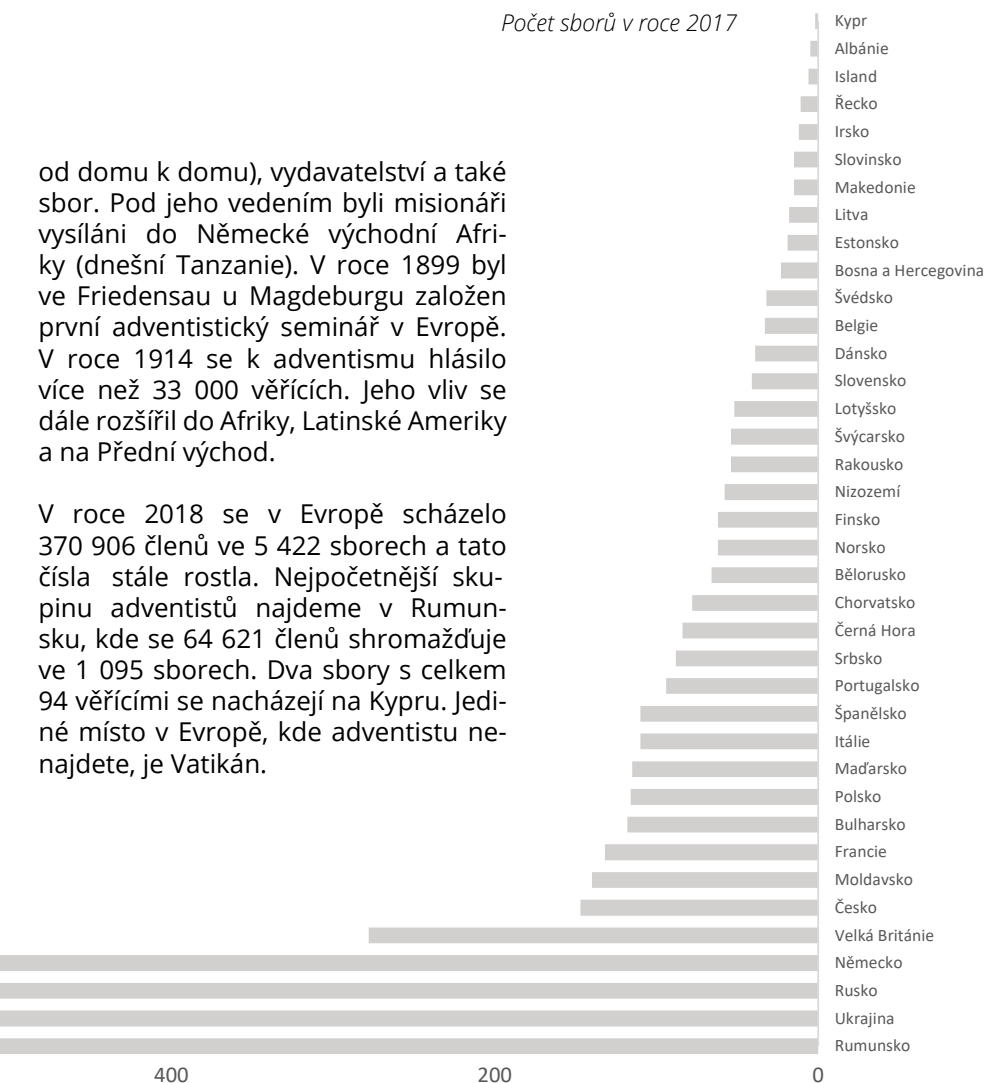 Počet sborů v roce 2017
od domu k domu), vydavatelství a také
sbor. Pod jeho vedením byli misionáři
vysíláni do Německé východní Afri-
ky (dnešní Tanzanie). V roce 1899 byl
ve Friedensau u Magdeburgu založen
první adventistický seminář v Evropě.
V roce 1914 se k adventismu hlásilo
více než 33 000 věřících. Jeho vliv se
dále rozšířil do Afriky, Latinské Ameriky
a na Přední východ.
V roce 2018 se v Evropě scházelo
370 906 členů ve 5 422 sborech a tato
čísla stále rostla. Nejpočetnější sku-
pinu adventistů najdeme v Rumun-
sku, kde se 64 621 členů shromažďuje
ve 1 095 sborech. Dva sbory s celkem
94 věřícími se nacházejí na Kypru. Jedi-
né místo v Evropě, kde adventistu ne-
najdete, je Vatikán.
Kypr
Albánie
Island
Řecko
Irsko
Slovinsko
Makedonie
Litva
Estonsko
Bosna a Hercegovina
Švédsko
Belgie
Dánsko
Slovensko
Lotyšsko
Švýcarsko
Rakousko
Nizozemí
Finsko
Norsko
Bělorusko
Chorvatsko
Černá Hora
Srbsko
Portugalsko
Španělsko
Itálie
Maďarsko
Polsko
Bulharsko
Francie
Moldavsko
Česko
Velká Británie
Německo
Rusko
Ukrajina
Rumunsko
400 200 0